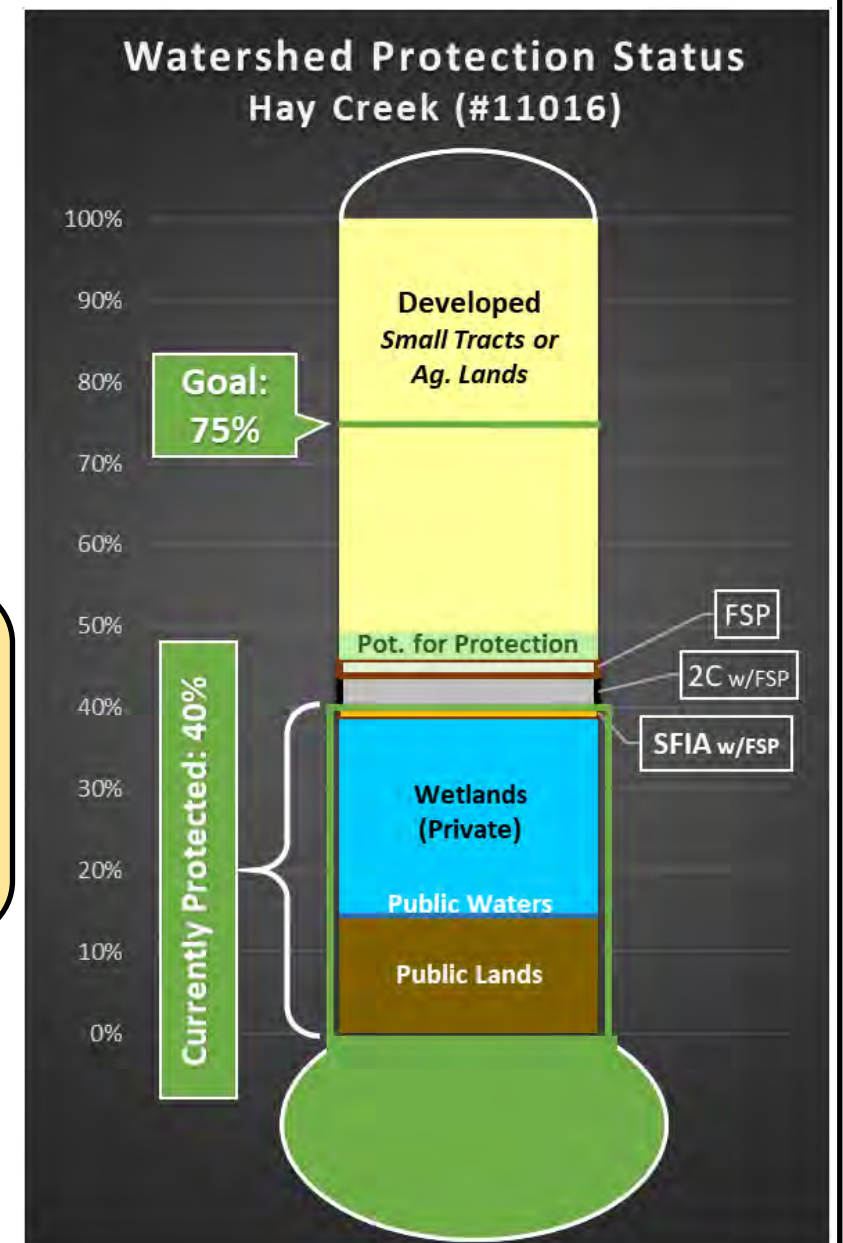 Watershed Protection Status
Hay Creek (#11016)
100%
90%
80%
70%
60%
50%
40%
30%
20%
10%
0%
Goal:
75%
Currently Protected: 40%
Developed
Small Tracts or
Ag. Lands
Pot. for Protection
FSP
2C w/FSP
SFIA w/FSP
Wetlands
(Private)
Public Waters
Public Lands